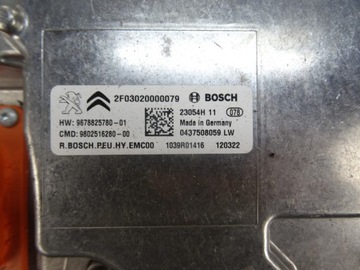 2F03020000079 BOSCH
HW: 9678825780-01
23054H 11 078
Made in Germany
CMD: 9802516280-00
0437508059 LW
R.BOSCH.P.EU.HY.EMC00 1039R01416 120322